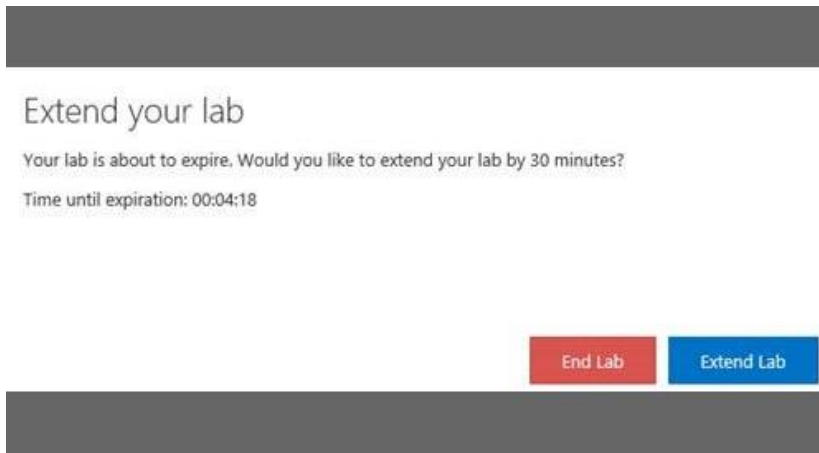 Extend your lab
Your lab is about to expire. Would you like to extend your lab by 30 minutes?
Time until expiration: 00:04:18
End Lab
Extend Lab